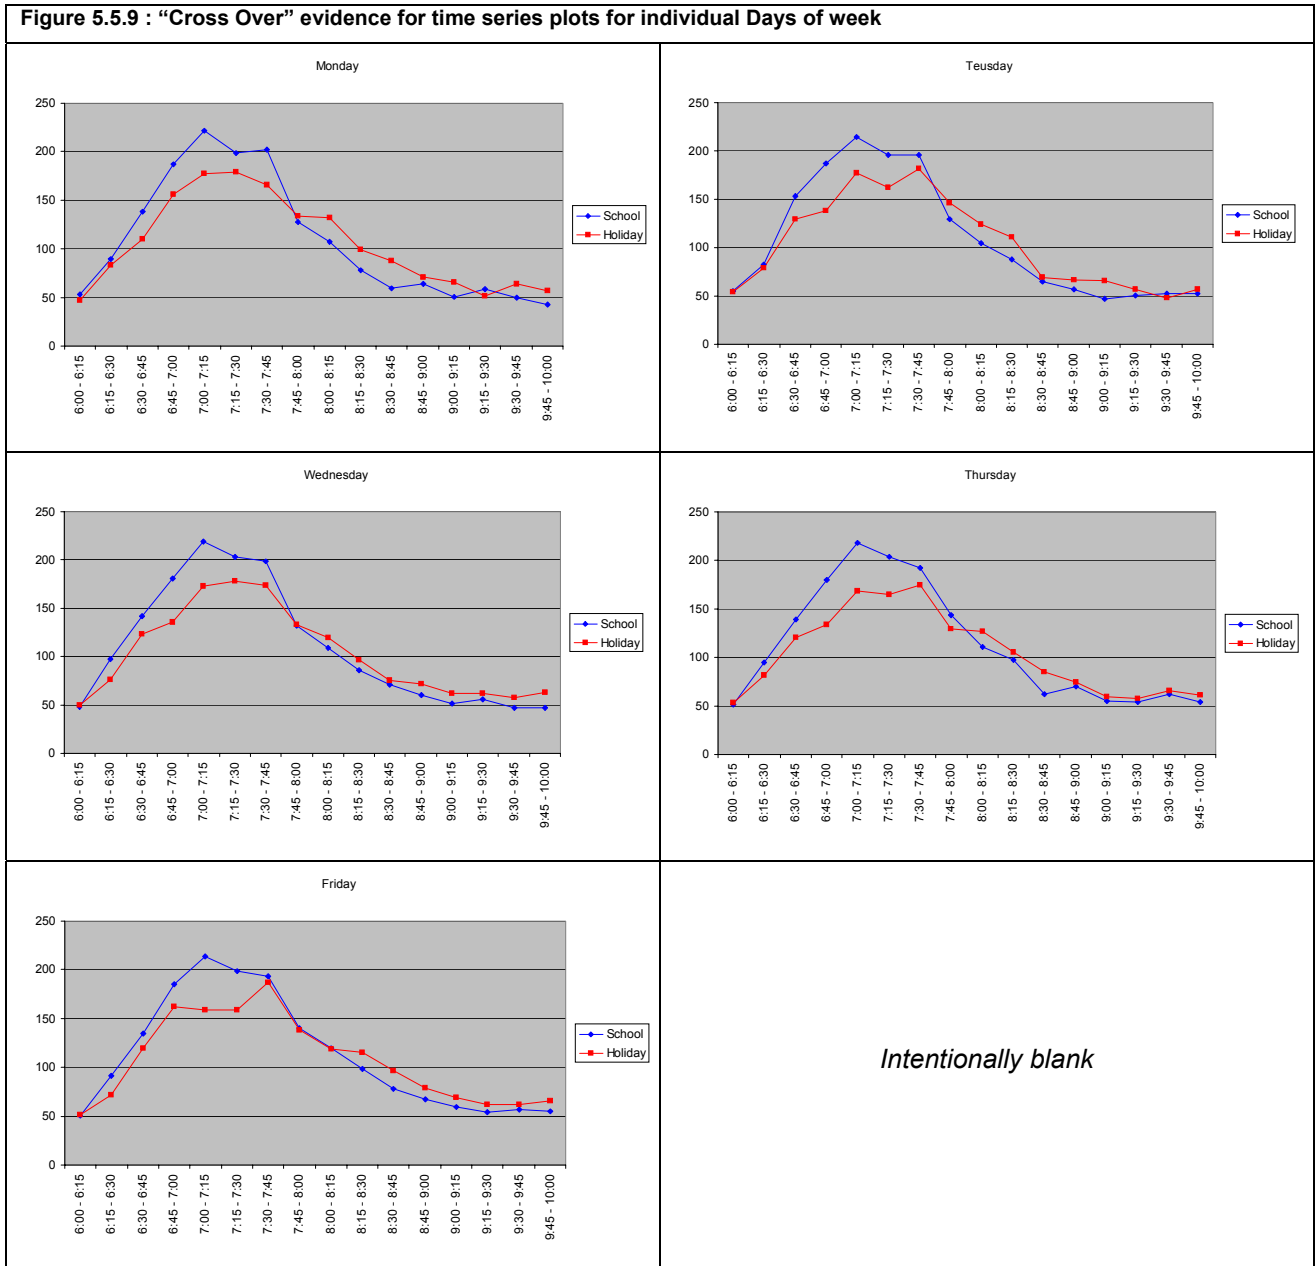 Figure 5.5.9 : “Cross Over” evidence for time series plots for individual Days of week
Monday
250
200
150
100
50
0
6:00 - 6:15
6:15 - 6:30
6:30 - 6:45
6:45 - 7:00
7:00 - 7:15
7:15 - 7:30
7:30 - 7:45
7:45 - 8:00
8:00 - 8:15
8:15 - 8:30
8:30 - 8:45
8:45 - 9:00
9:00 - 9:15
9:15 - 9:30
9:30 - 9:45
9:45 - 10:00
School
Holiday
Teusday
250
200
150
100
50
0
6:00 - 6:15
6:15 - 6:30
6:30 - 6:45
6:45 - 7:00
7:00 - 7:15
7:15 - 7:30
7:30 - 7:45
7:45 - 8:00
8:00 - 8:15
8:15 - 8:30
8:30 - 8:45
8:45 - 9:00
9:00 - 9:15
9:15 - 9:30
9:30 - 9:45
9:45 - 10:00
School
Holiday
Wednesday
250
200
150
100
50
0
6:00 - 6:15
6:15 - 6:30
6:30 - 6:45
6:45 - 7:00
7:00 - 7:15
7:15 - 7:30
7:30 - 7:45
7:45 - 8:00
8:00 - 8:15
8:15 - 8:30
8:30 - 8:45
8:45 - 9:00
9:00 - 9:15
9:15 - 9:30
9:30 - 9:45
9:45 - 10:00
School
Holiday
Thursday
250
200
150
100
50
0
6:00 - 6:15
6:15 - 6:30
6:30 - 6:45
6:45 - 7:00
7:00 - 7:15
7:15 - 7:30
7:30 - 7:45
7:45 - 8:00
8:00 - 8:15
8:15 - 8:30
8:30 - 8:45
8:45 - 9:00
9:00 - 9:15
9:15 - 9:30
9:30 - 9:45
9:45 - 10:00
School
Holiday
Friday
250
200
150
100
50
0
6:00 - 6:15
6:15 - 6:30
6:30 - 6:45
6:45 - 7:00
7:00 - 7:15
7:15 - 7:30
7:30 - 7:45
7:45 - 8:00
8:00 - 8:15
8:15 - 8:30
8:30 - 8:45
8:45 - 9:00
9:00 - 9:15
9:15 - 9:30
9:30 - 9:45
9:45 - 10:00
School
Holiday
Intentionally blank